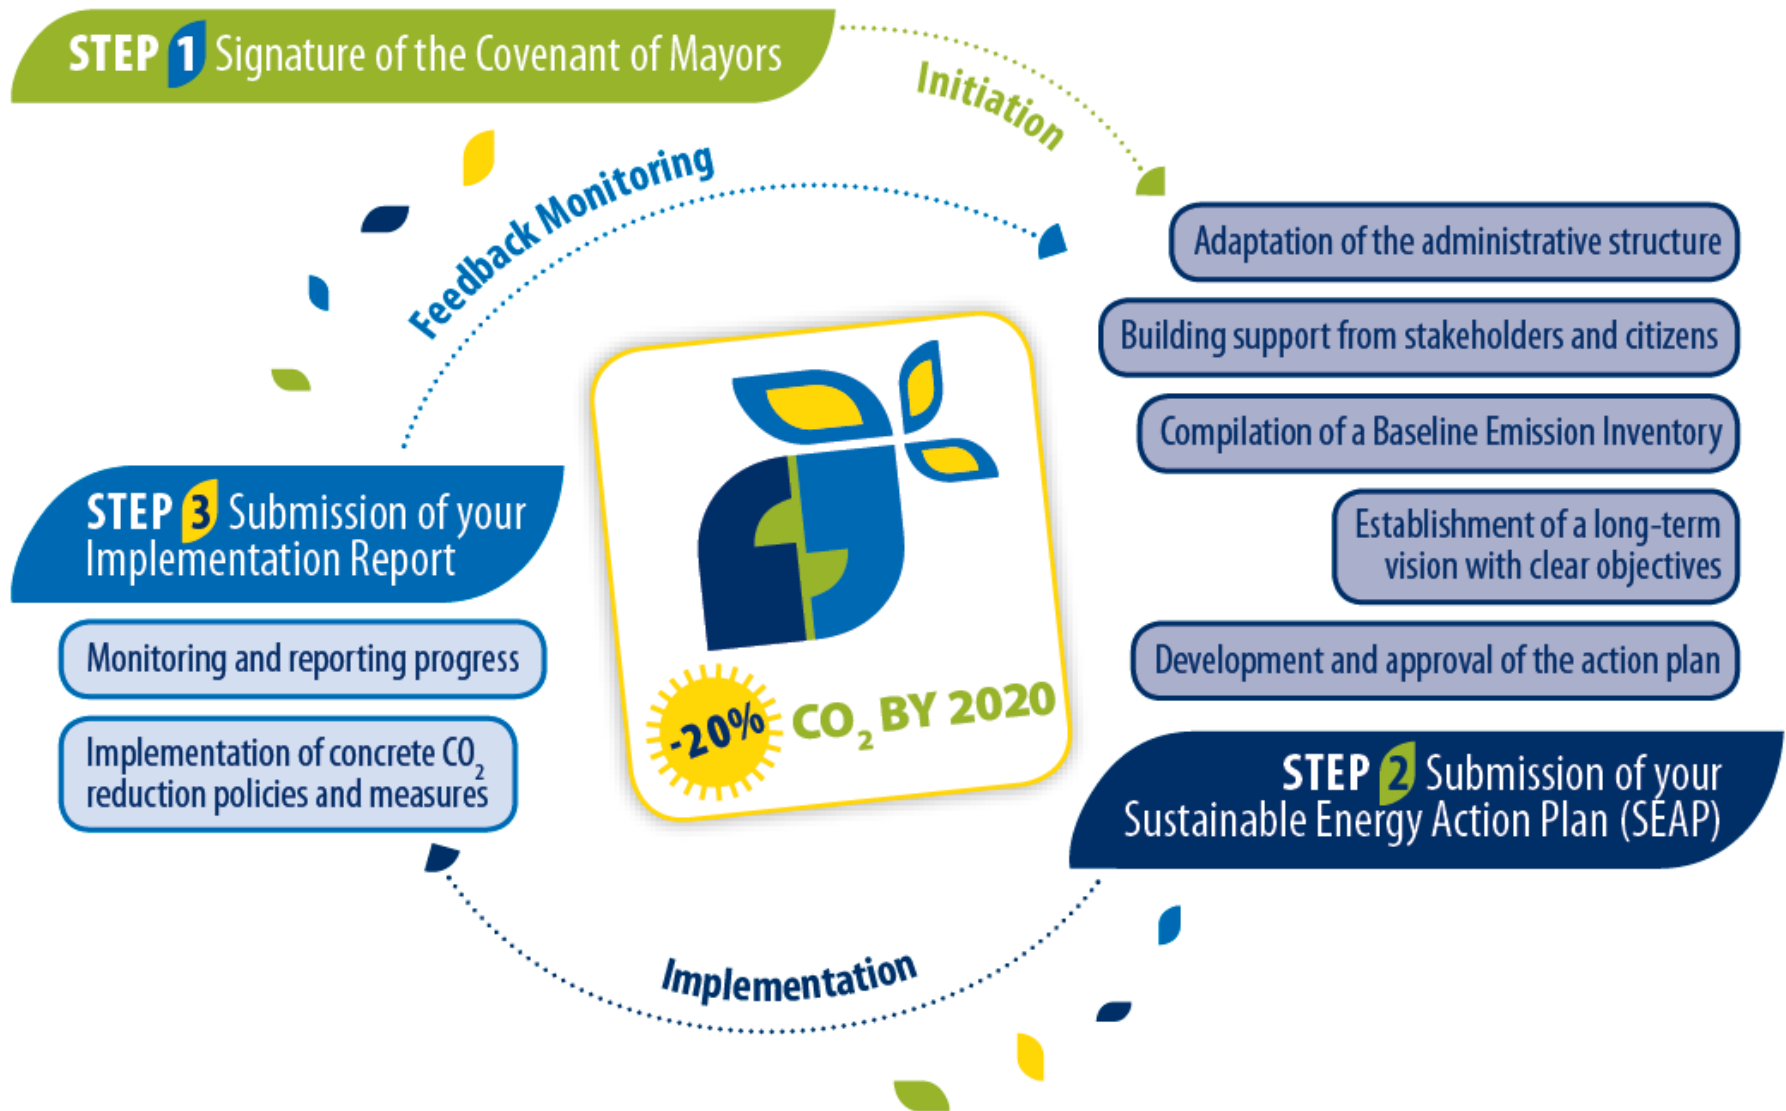 STEP 1 Signature of the Covenant of Mayors
Initiation
Feedback Monitoring
Adaptation of the administrative structure
Building support from stakeholders and citizens
Compilation of a Baseline Emission Inventory
Establishment of a long-term
vision with clear objectives
Development and approval of the action plan
STEP 2 Submission of your
Sustainable Energy Action Plan (SEAP)
Implementation
STEP 3 Submission of your
Implementation Report
Monitoring and reporting progress
Implementation of concrete CO₂
reduction policies and measures
-20% CO₂ BY 2020